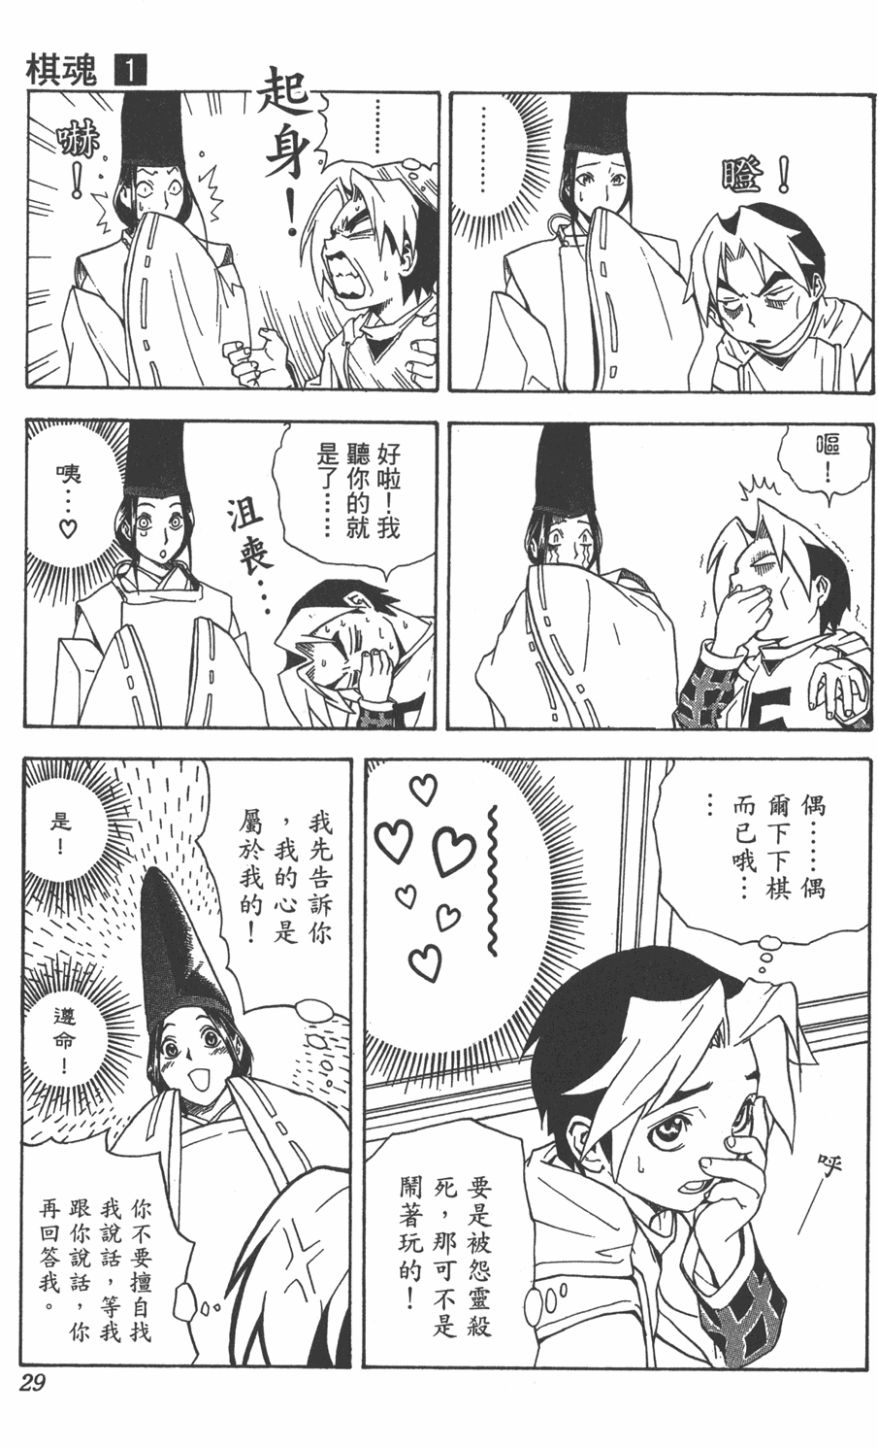 棋魂 1
瞪！
………
………
起身！
嚇！
嘔！
好啦！我
聽你的就
是了……
沮喪…
咦…♡
偶……偶
爾下下棋
而已哦…
…
呼
要是被怨靈殺
死，那可不是
鬧著玩的！
我先告訴你
，我的心是
屬於我的！
是！
遵命！
你不要擅自找
我說話，等我
跟你說話，你
再回答我。
29